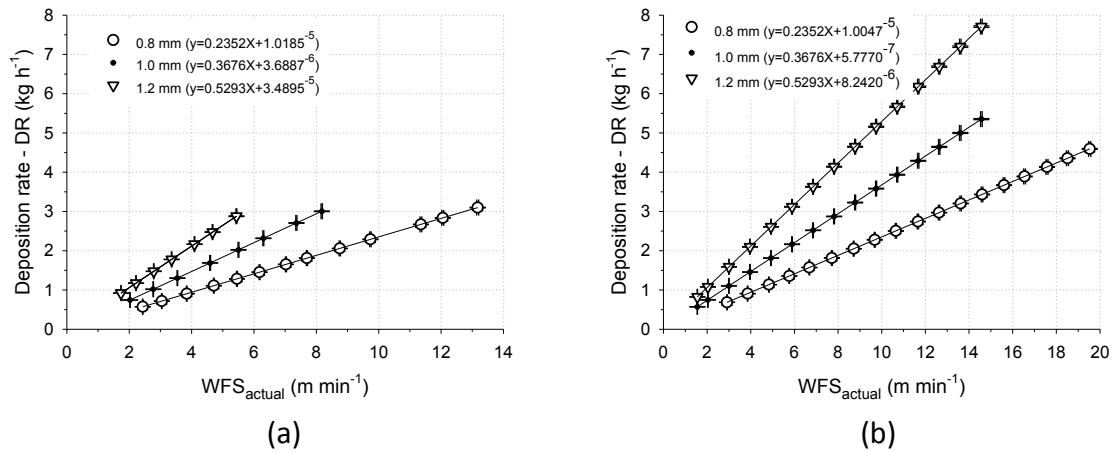 8
7
6
5
4
3
2
1
0
Deposition rate - DR (kg h⁻¹)
0.8 mm (y=0.2352X+1.0185⁻⁵)
1.0 mm (y=0.3676X+3.6887⁻⁶)
1.2 mm (y=0.5293X+3.4895⁻⁵)
0 2 4 6 8 10 12 14
WFS_actual (m min⁻¹)
(a)
8
7
6
5
4
3
2
1
0
Deposition rate - DR (kg h⁻¹)
0.8 mm (y=0.2352X+1.0047⁻⁵)
1.0 mm (y=0.3676X+5.7770⁻⁷)
1.2 mm (y=0.5293X+8.2420⁻⁶)
0 2 4 6 8 10 12 14 16 18 20
WFS_actual (m min⁻¹)
(b)